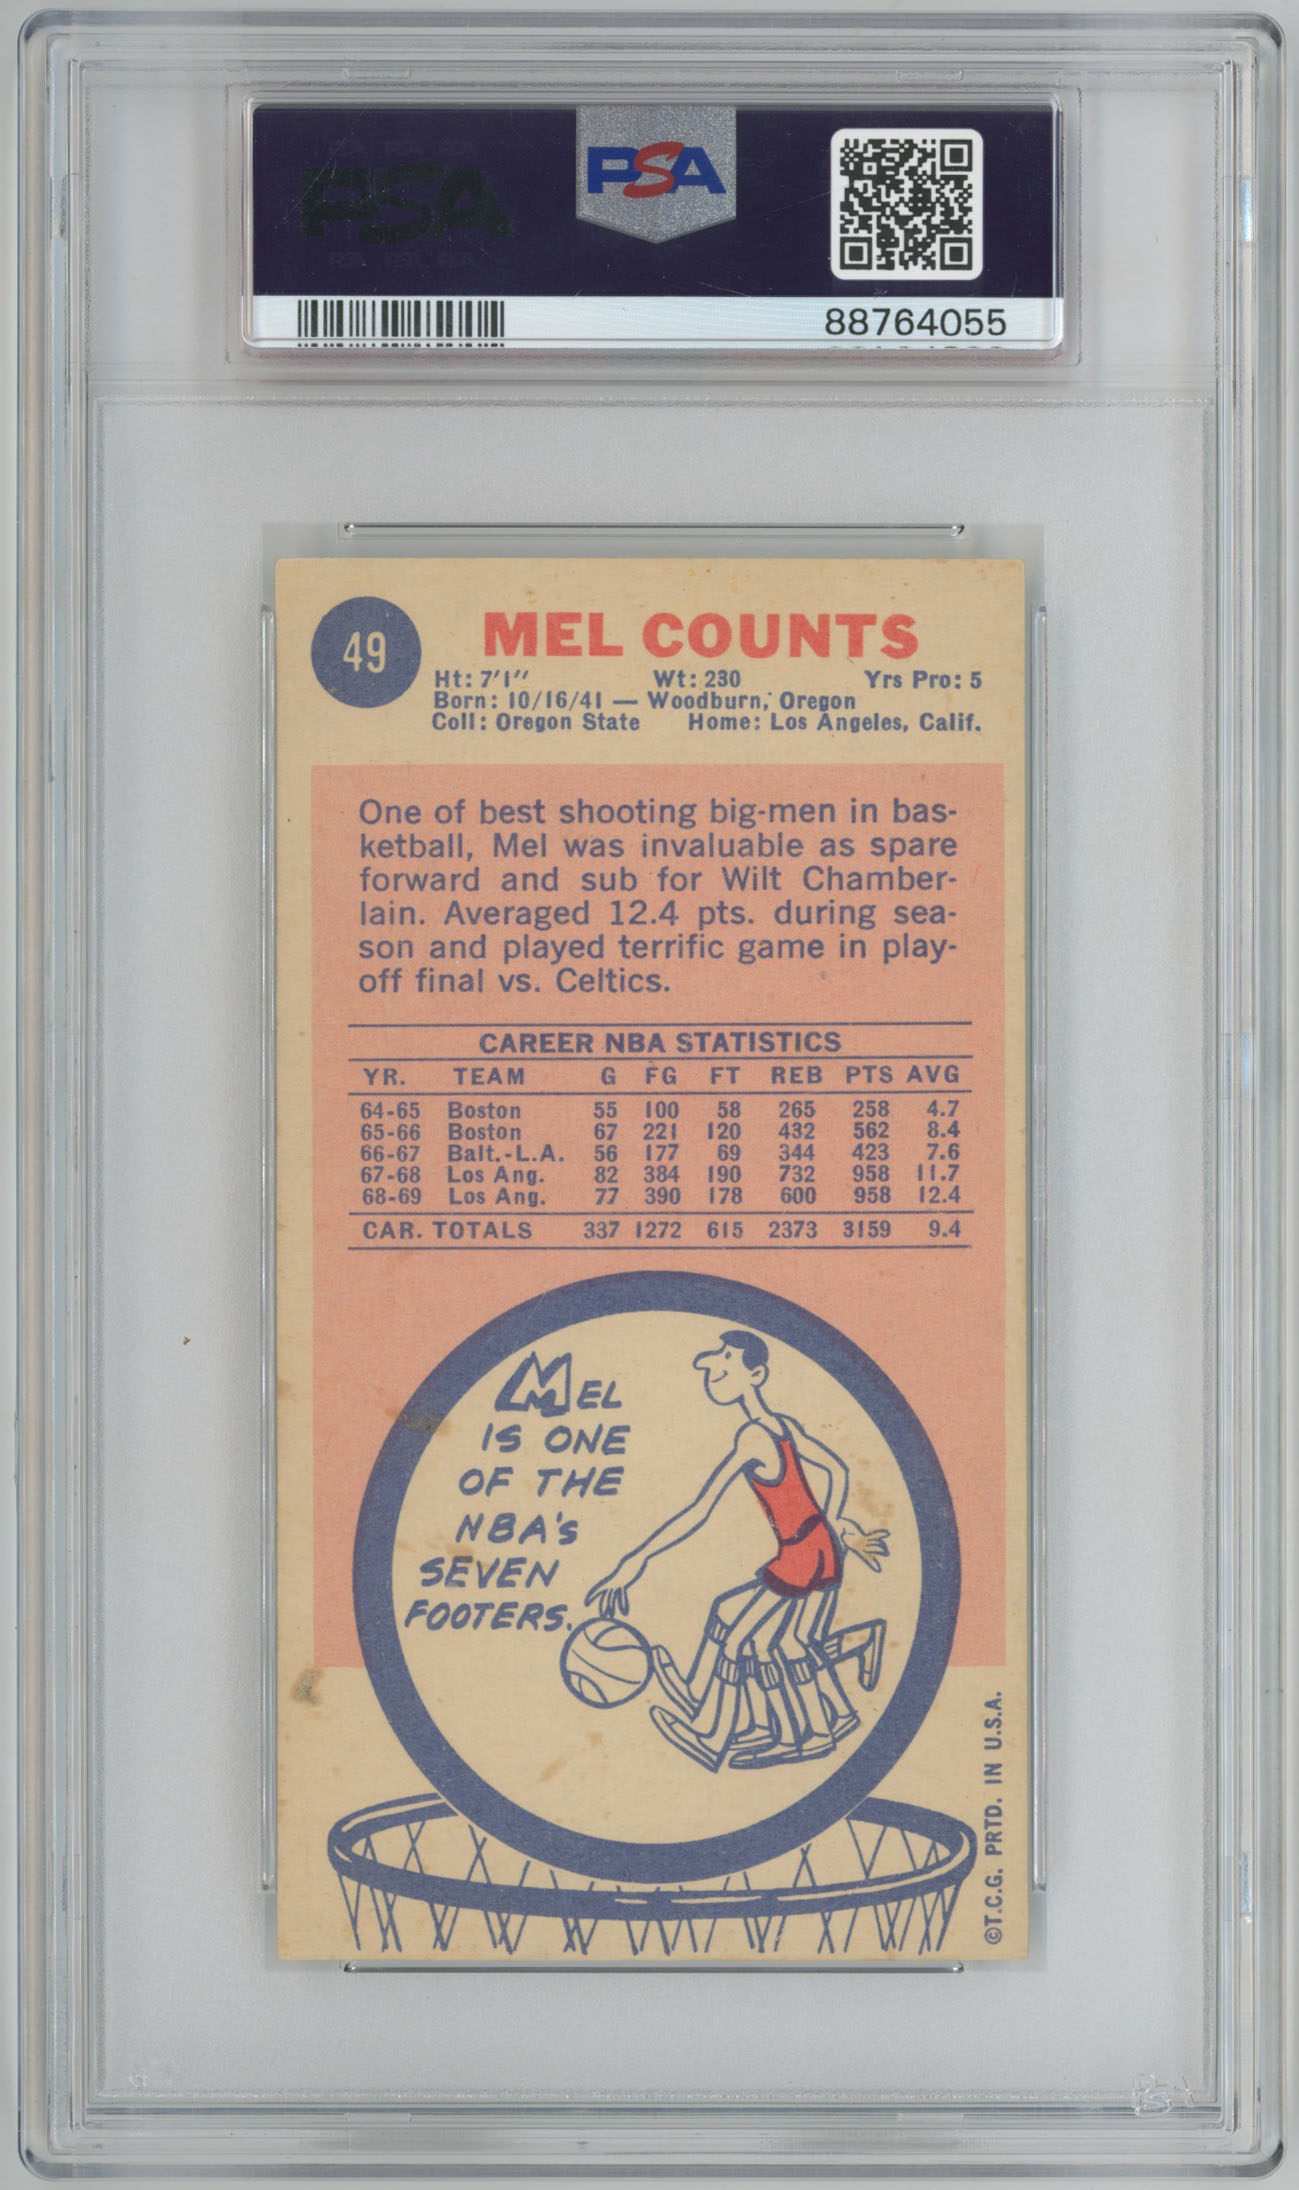 PSA
PSA
88764055
49
MEL COUNTS
Ht: 7'1" Wt: 230 Yrs Pro: 5
Born: 10/16/41 — Woodburn, Oregon
Coll: Oregon State Home: Los Angeles, Calif.
One of best shooting big-men in bas-
ketball, Mel was invaluable as spare
forward and sub for Wilt Chamber-
lain. Averaged 12.4 pts. during sea-
son and played terrific game in play-
off final vs. Celtics.
CAREER NBA STATISTICS
YR. TEAM G FG FT REB PTS AVG
64-65 Boston 55 100 58 265 258 4.7
65-66 Boston 67 221 120 432 562 8.4
66-67 Balt.-L.A. 56 177 69 344 423 7.6
67-68 Los Ang. 82 384 190 732 958 11.7
68-69 Los Ang. 77 390 178 600 958 12.4
CAR. TOTALS 337 1272 615 2373 3159 9.4
MEL
IS ONE
OF THE
NBA'S
SEVEN
FOOTERS.
©T.C.G. PRTD. IN U.S.A.
PSA